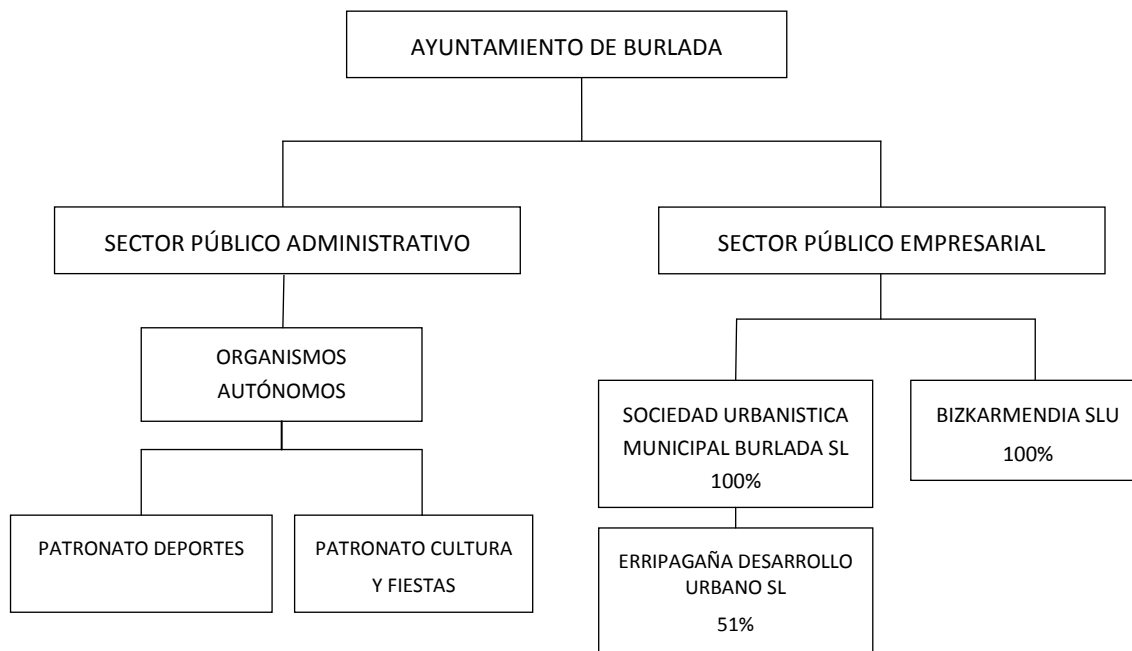 AYUNTAMIENTO DE BURLADA
SECTOR PÚBLICO ADMINISTRATIVO
SECTOR PÚBLICO EMPRESARIAL
ORGANISMOS
AUTÓNOMOS
SOCIEDAD URBANISTICA
MUNICIPAL BURLADA SL
100%
BIZKARMENDIA SLU
100%
PATRONATO DEPORTES
PATRONATO CULTURA
Y FIESTAS
ERRIPAGAÑA DESARROLLO
URBANO SL
51%